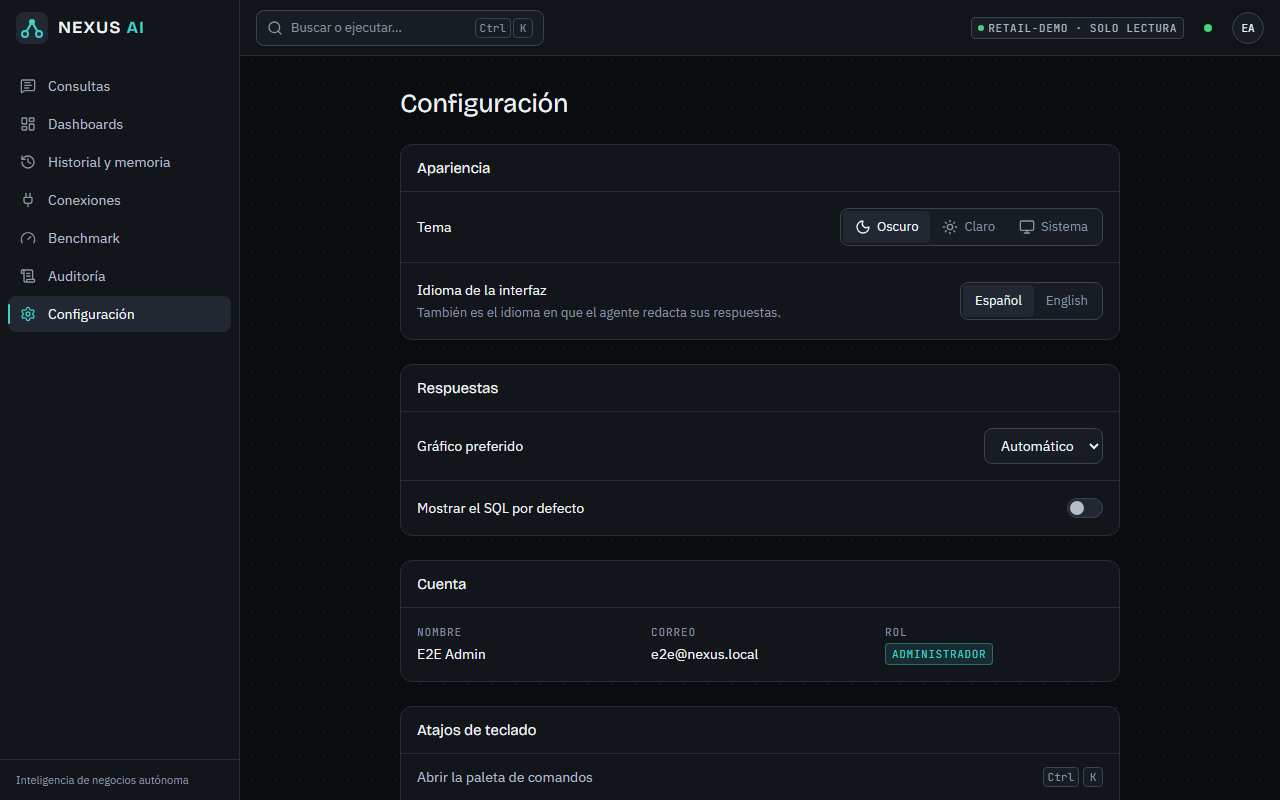 NEXUS AI
Buscar o ejecutar...
Ctrl K
RETAIL-DEMO · SOLO LECTURA
EA
Consultas
Dashboards
Historial y memoria
Conexiones
Benchmark
Auditoría
Configuración
Inteligencia de negocios autónoma
Configuración
Apariencia
Tema
Oscuro Claro Sistema
Idioma de la interfaz
También es el idioma en que el agente redacta sus respuestas.
Español English
Respuestas
Gráfico preferido
Automático
Mostrar el SQL por defecto
Cuenta
NOMBRE CORREO ROL
E2E Admin e2e@nexus.local ADMINISTRADOR
Atajos de teclado
Abrir la paleta de comandos
Ctrl K